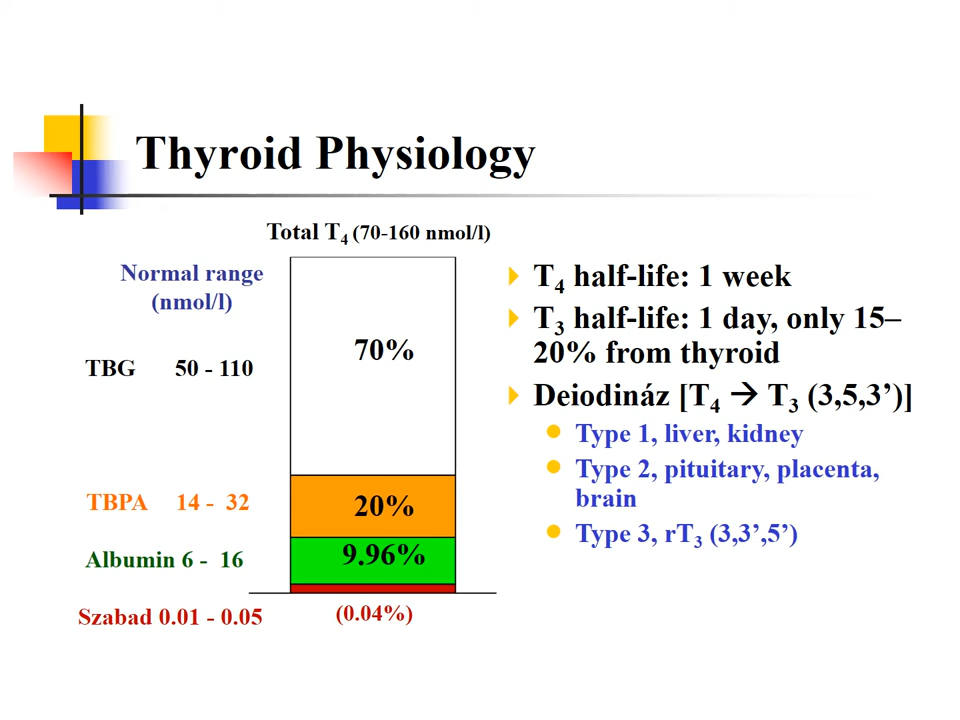 Thyroid Physiology
Total T₄ (70-160 nmol/l)
Normal range
(nmol/l)
TBG 50 - 110
70%
TBPA 14 - 32
20%
Albumin 6 - 16
9.96%
Szabad 0.01 - 0.05
(0.04%)
T₄ half-life: 1 week
T₃ half-life: 1 day, only 15–
20% from thyroid
Deiodináz [T₄ → T₃ (3,5,3’)]
Type 1, liver, kidney
Type 2, pituitary, placenta,
brain
Type 3, rT₃ (3,3’,5’)